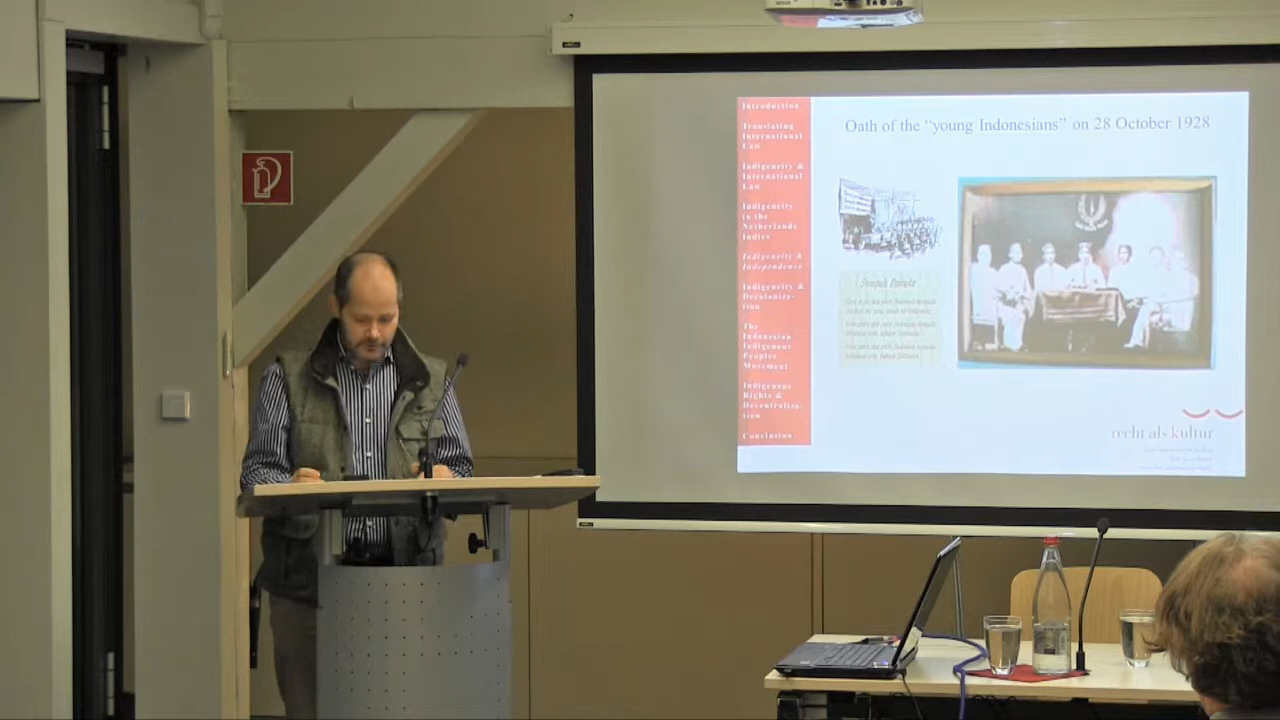 Introduction
Translating
International
Law
Indigeneity &
International
Law
Indigeneity
in the
Netherlands
Indies
Indigeneity &
Independence
Indigeneity &
Decoloniza-
tion
The
Indonesian
Indigenous
Peoples
Movement
Indigenous
Rights &
Decentraliza-
tion
Conclusion
Oath of the “young Indonesians” on 28 October 1928
recht als kultur